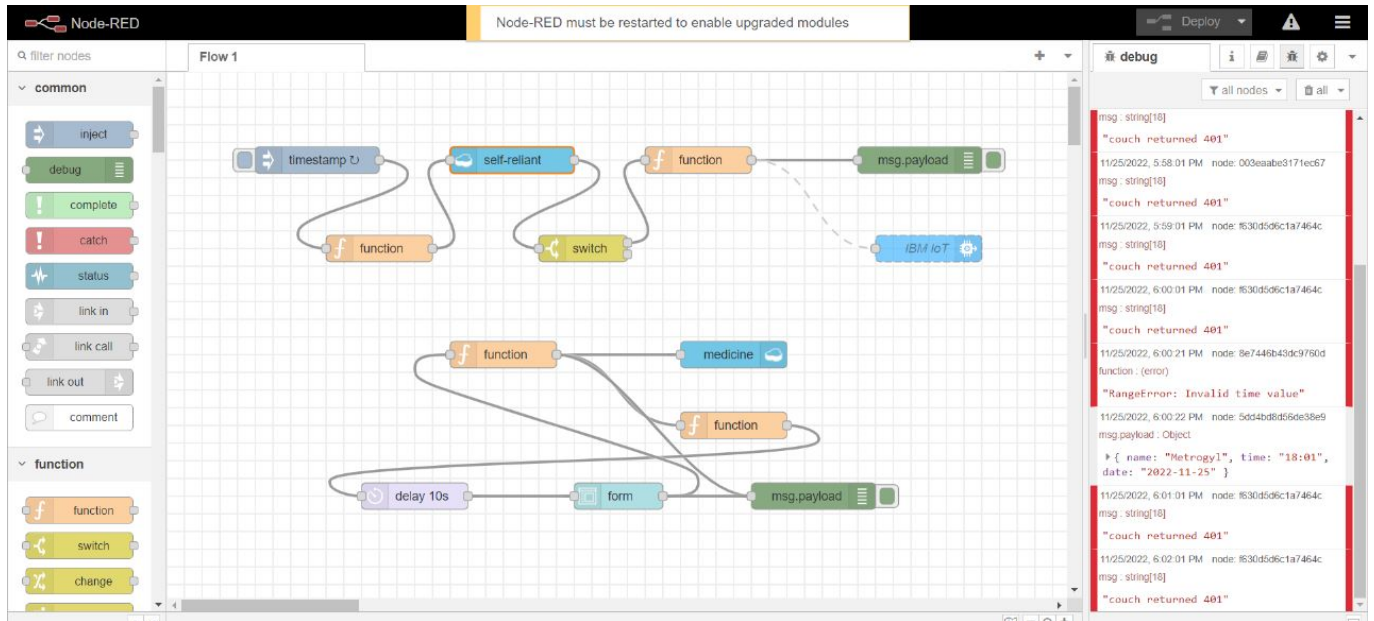 Node-RED
Node-RED must be restarted to enable upgraded modules
Deploy
filter nodes
Flow 1
debug
i
all nodes
all
common
inject
debug
complete
catch
status
link in
link call
link out
comment
function
function
switch
change
timestamp ↻
self-reliant
function
msg.payload
function
switch
IBM IoT
function
medicine
function
delay 10s
form
msg.payload
msg : string[18]
"couch returned 401"
11/25/2022, 5:58:01 PM node: 003eaabe3171ec67
msg : string[18]
"couch returned 401"
11/25/2022, 5:59:01 PM node: f630d5d6c1a7464c
msg : string[18]
"couch returned 401"
11/25/2022, 6:00:01 PM node: f630d5d6c1a7464c
msg : string[18]
"couch returned 401"
11/25/2022, 6:00:21 PM node: 8e7446b43dc9760d
function : (error)
"RangeError: Invalid time value"
11/25/2022, 6:00:22 PM node: 5dd4bd8d56de38e9
msg.payload : Object
{ name: "Metrogyl", time: "18:01",
date: "2022-11-25" }
11/25/2022, 6:01:01 PM node: f630d5d6c1a7464c
msg : string[18]
"couch returned 401"
11/25/2022, 6:02:01 PM node: f630d5d6c1a7464c
msg : string[18]
"couch returned 401"